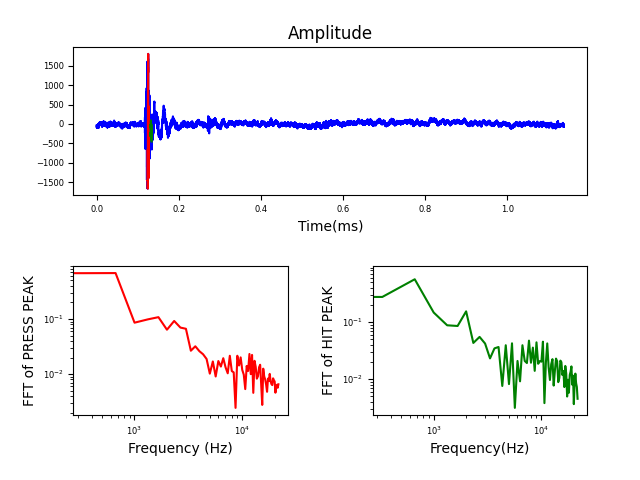 Amplitude
1500
1000
500
0
−500
−1000
−1500
0.0 0.2 0.4 0.6 0.8 1.0
Time(ms)
FFT of PRESS PEAK
10⁻¹
10⁻²
10³ 10⁴
Frequency (Hz)
FFT of HIT PEAK
10⁻¹
10⁻²
10³ 10⁴
Frequency(Hz)